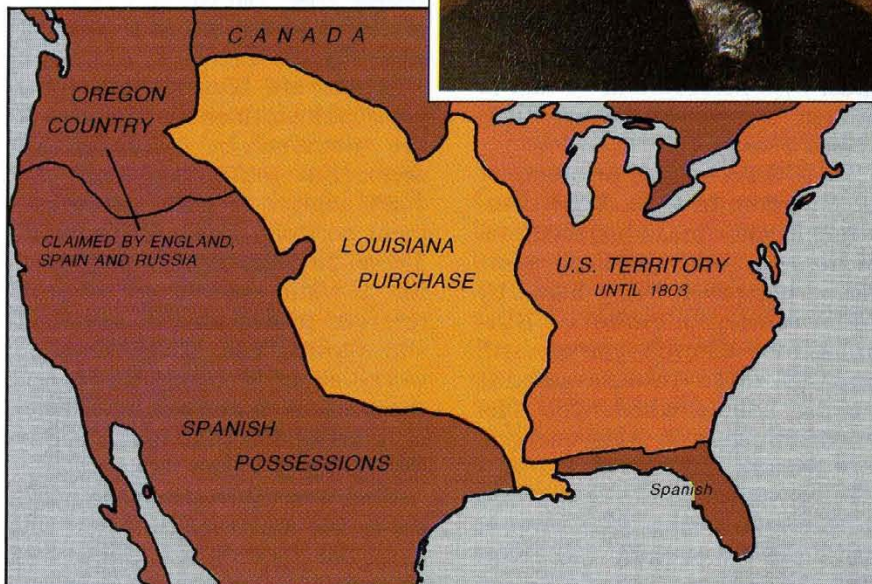 CANADA
OREGON
COUNTRY
CLAIMED BY ENGLAND,
SPAIN AND RUSSIA
LOUISIANA
PURCHASE
U.S. TERRITORY
UNTIL 1803
SPANISH
POSSESSIONS
Spanish